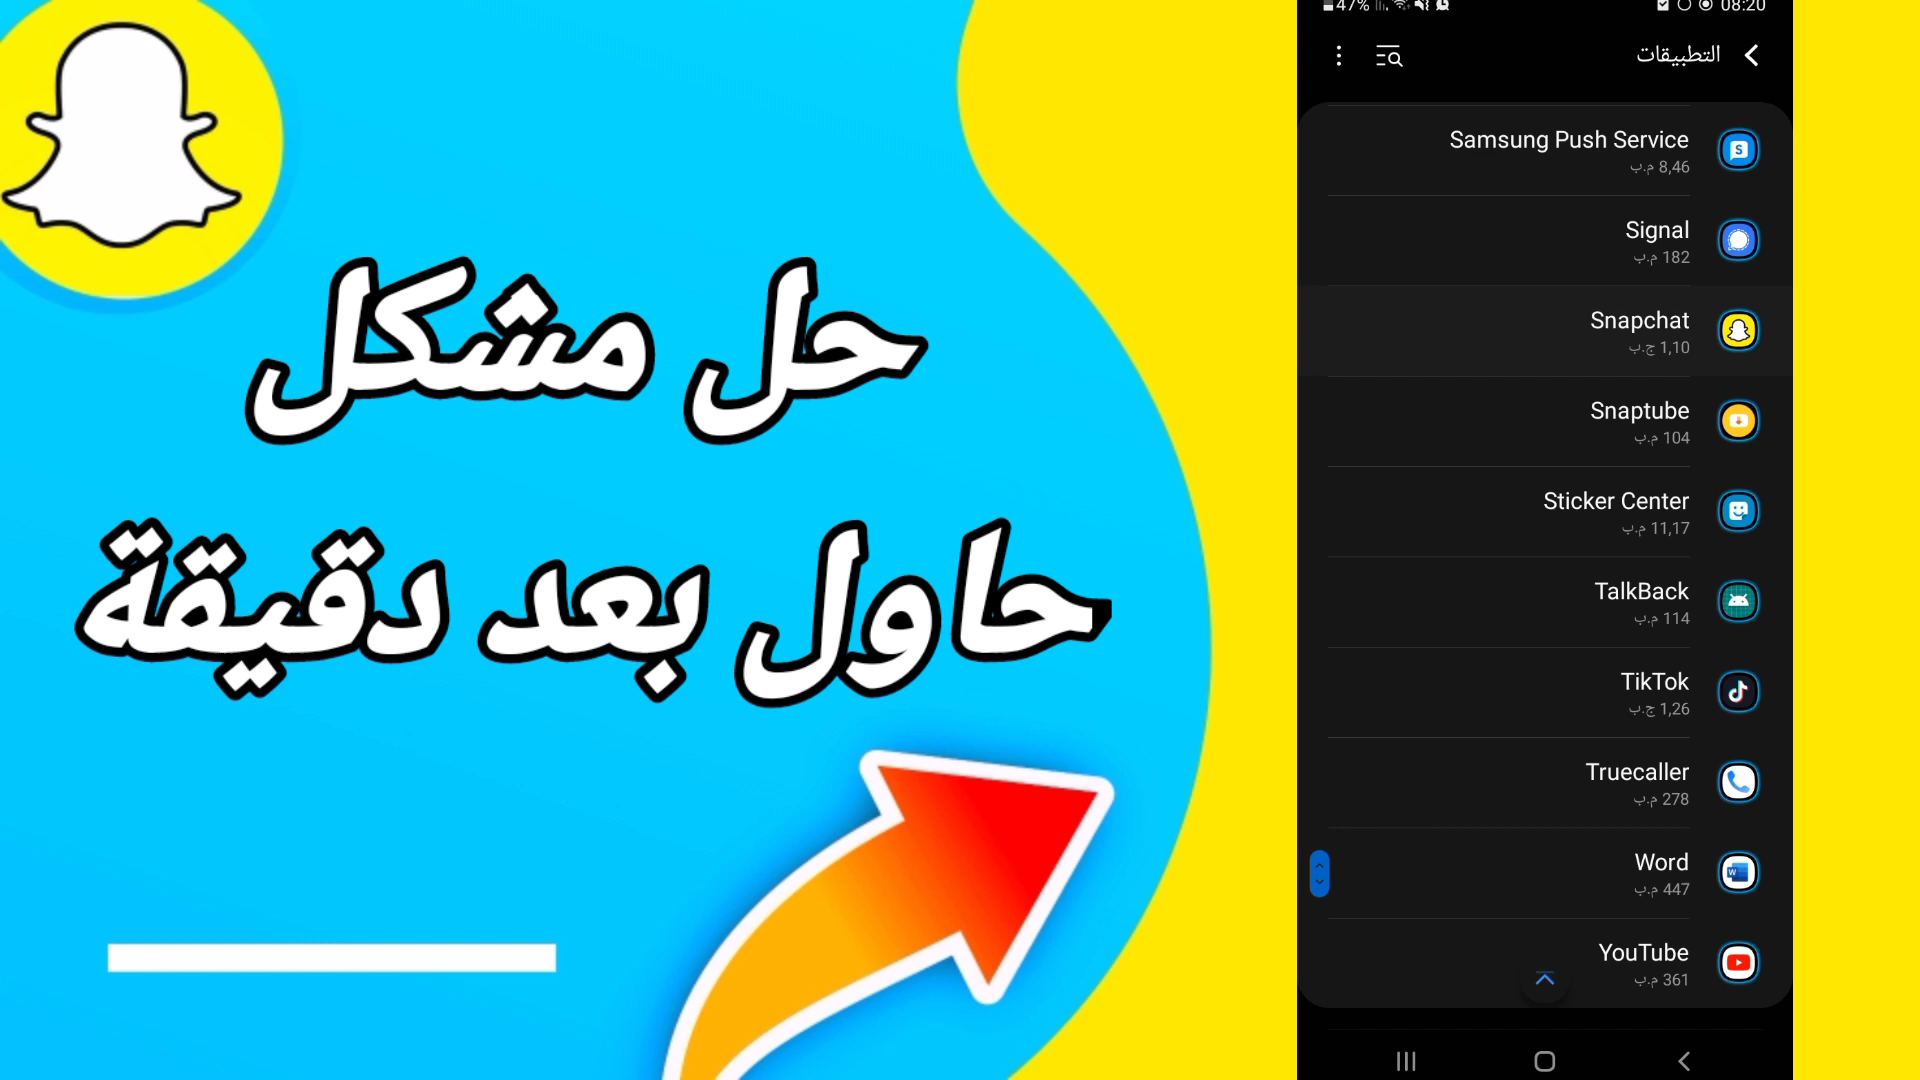 حل مشكل
حاول بعد دقيقة
47%
08:20
التطبيقات
Samsung Push Service
8,46 م.ب
Signal
182 م.ب
Snapchat
1,10 ج.ب
Snaptube
104 م.ب
Sticker Center
11,17 م.ب
TalkBack
114 م.ب
TikTok
1,26 ج.ب
Truecaller
278 م.ب
Word
447 م.ب
YouTube
361 م.ب